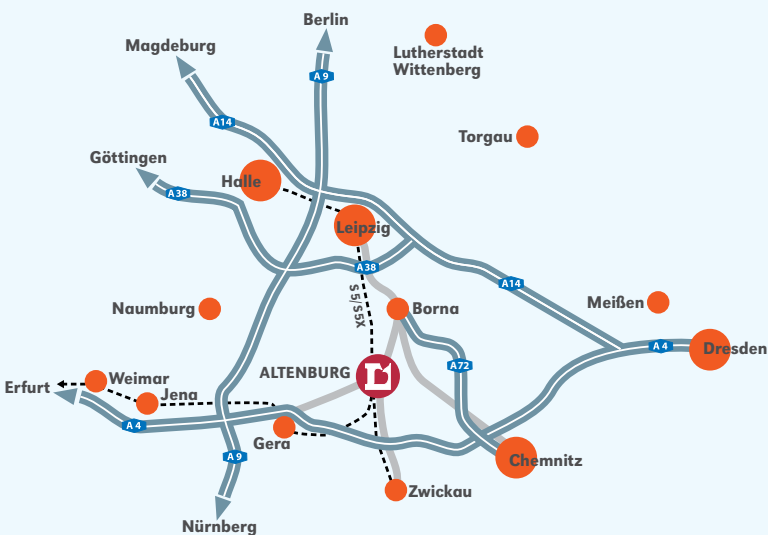 Berlin
Magdeburg
Lutherstadt
Wittenberg
A 9
A14
Torgau
Göttingen
Halle
A38
Leipzig
A38
A14
S 5/S5X
Naumburg
Borna
Meißen
A 4
Dresden
A72
ALTENBURG
Weimar
Erfurt
Jena
A 4
Gera
A 9
Chemnitz
Zwickau
Nürnberg